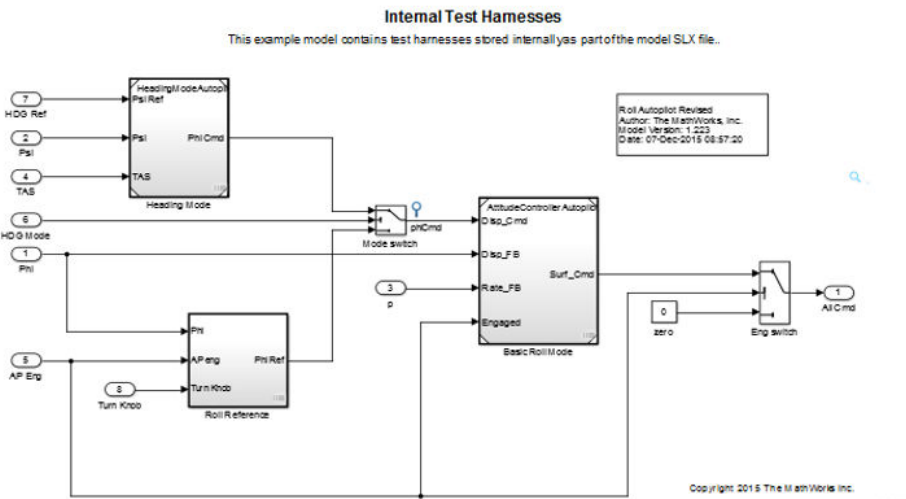 Internal Test Harnesses
This example model contains test harnesses stored internallyas part of the model SLX file..
HeadingModeAutopil
7
HDG Ref
Psi Ref
2
Psi
Psi
Phi Cmd
4
TAS
TAS
Heading Mode
Roll Autopilot Revised
Author: The MathWorks, Inc.
Model Version: 1.223
Date: 07-Dec-2015 08:57:20
6
HDG Mode
Mode switch
phiCmd
1
Phi
AttitudeController Autopilo
Disp_Cmd
Disp_FB
3
p
Rate_FB
Surf_Cmd
Engaged
Basic Roll Mode
0
zero
Eng switch
1
Ail Cmd
Phi
5
AP Eng
AP eng
Phi Ref
8
Turn Knob
Turn Knob
Roll Reference
Copyright 2015 The MathWorks Inc.